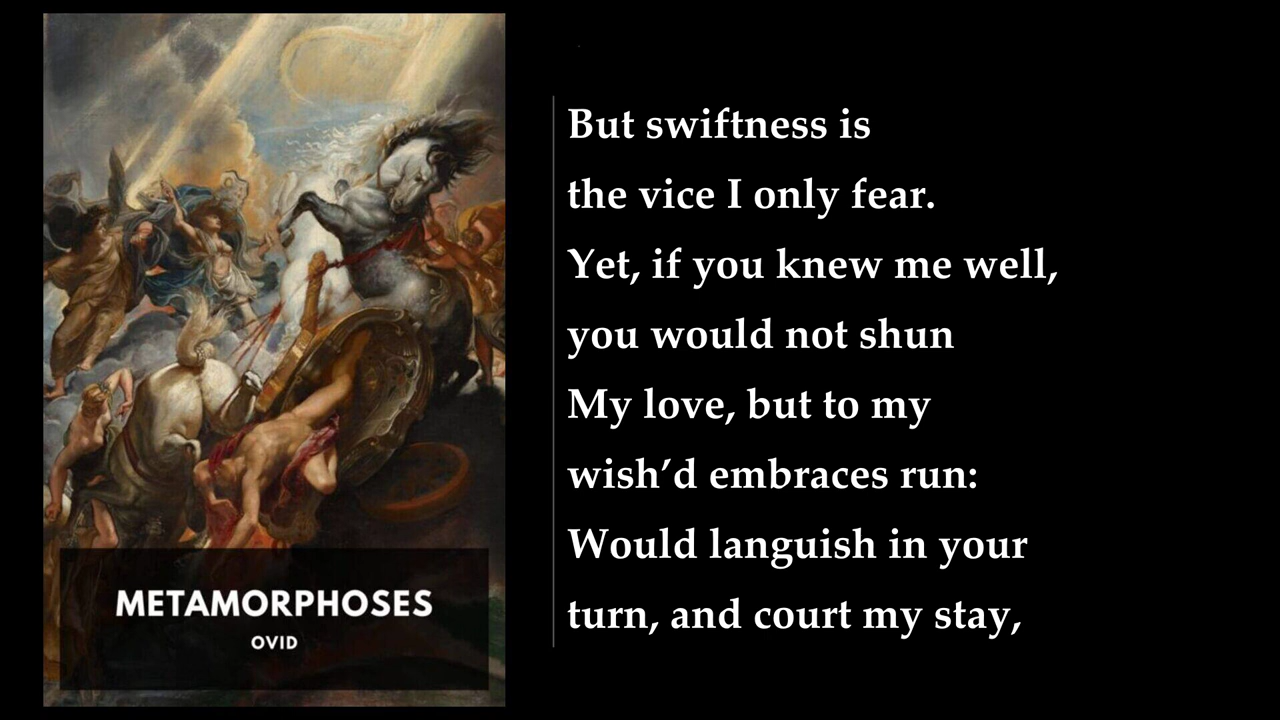 METAMORPHOSES
OVID
But swiftness is
the vice I only fear.
Yet, if you knew me well,
you would not shun
My love, but to my
wish’d embraces run:
Would languish in your
turn, and court my stay,